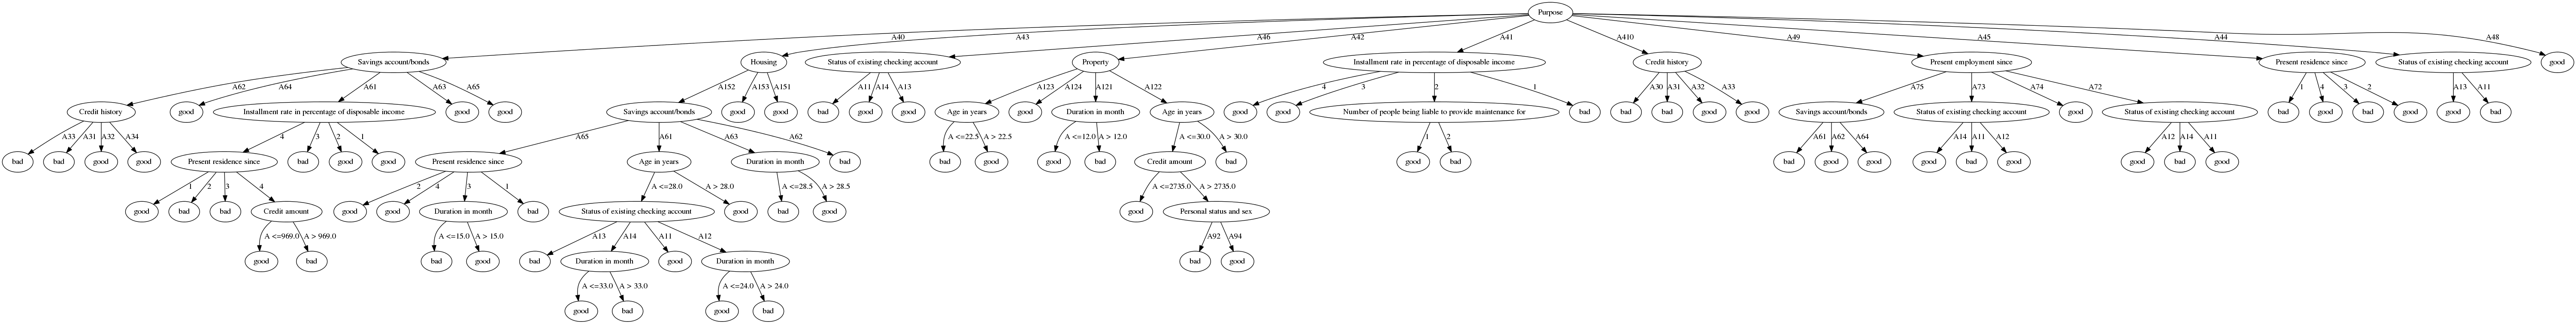 Purpose
A40 A43 A46 A42 A41 A410 A49 A45 A44 A48
Savings account/bonds Housing Status of existing checking account Property Installment rate in percentage of disposable income Credit history Present employment since Present residence since Status of existing checking account good
A62 A64 A61 A63 A65 A152 A153 A151 A11 A14 A13 A123 A124 A121 A122 4 3 2 1 A30 A31 A32 A33 A75 A73 A74 A72 1 4 3 2 A13 A11
Credit history good Installment rate in percentage of disposable income good good Savings account/bonds good good bad good good Age in years good Duration in month Age in years good good Number of people being liable to provide maintenance for bad bad bad good good Savings account/bonds Status of existing checking account good Status of existing checking account bad good bad good good bad
A33 A31 A32 A34 4 3 2 1 A65 A61 A63 A62 A <=22.5 A > 22.5 A <=12.0 A > 12.0 A <=30.0 A > 30.0 1 2 A61 A62 A64 A14 A11 A12 A12 A14 A11
bad bad good good Present residence since bad good good Present residence since Age in years Duration in month bad bad good good bad Credit amount bad good bad bad good good good bad good good bad good
1 2 3 4 2 4 3 1 A <=28.0 A > 28.0 A <=28.5 A > 28.5 A <=2735.0 A > 2735.0
good bad bad Credit amount good good Duration in month bad Status of existing checking account good bad good good Personal status and sex
A <=969.0 A > 969.0 A <=15.0 A > 15.0 A13 A14 A11 A12 A92 A94
good bad bad good bad Duration in month good Duration in month bad good
A <=33.0 A > 33.0 A <=24.0 A > 24.0
good bad good bad